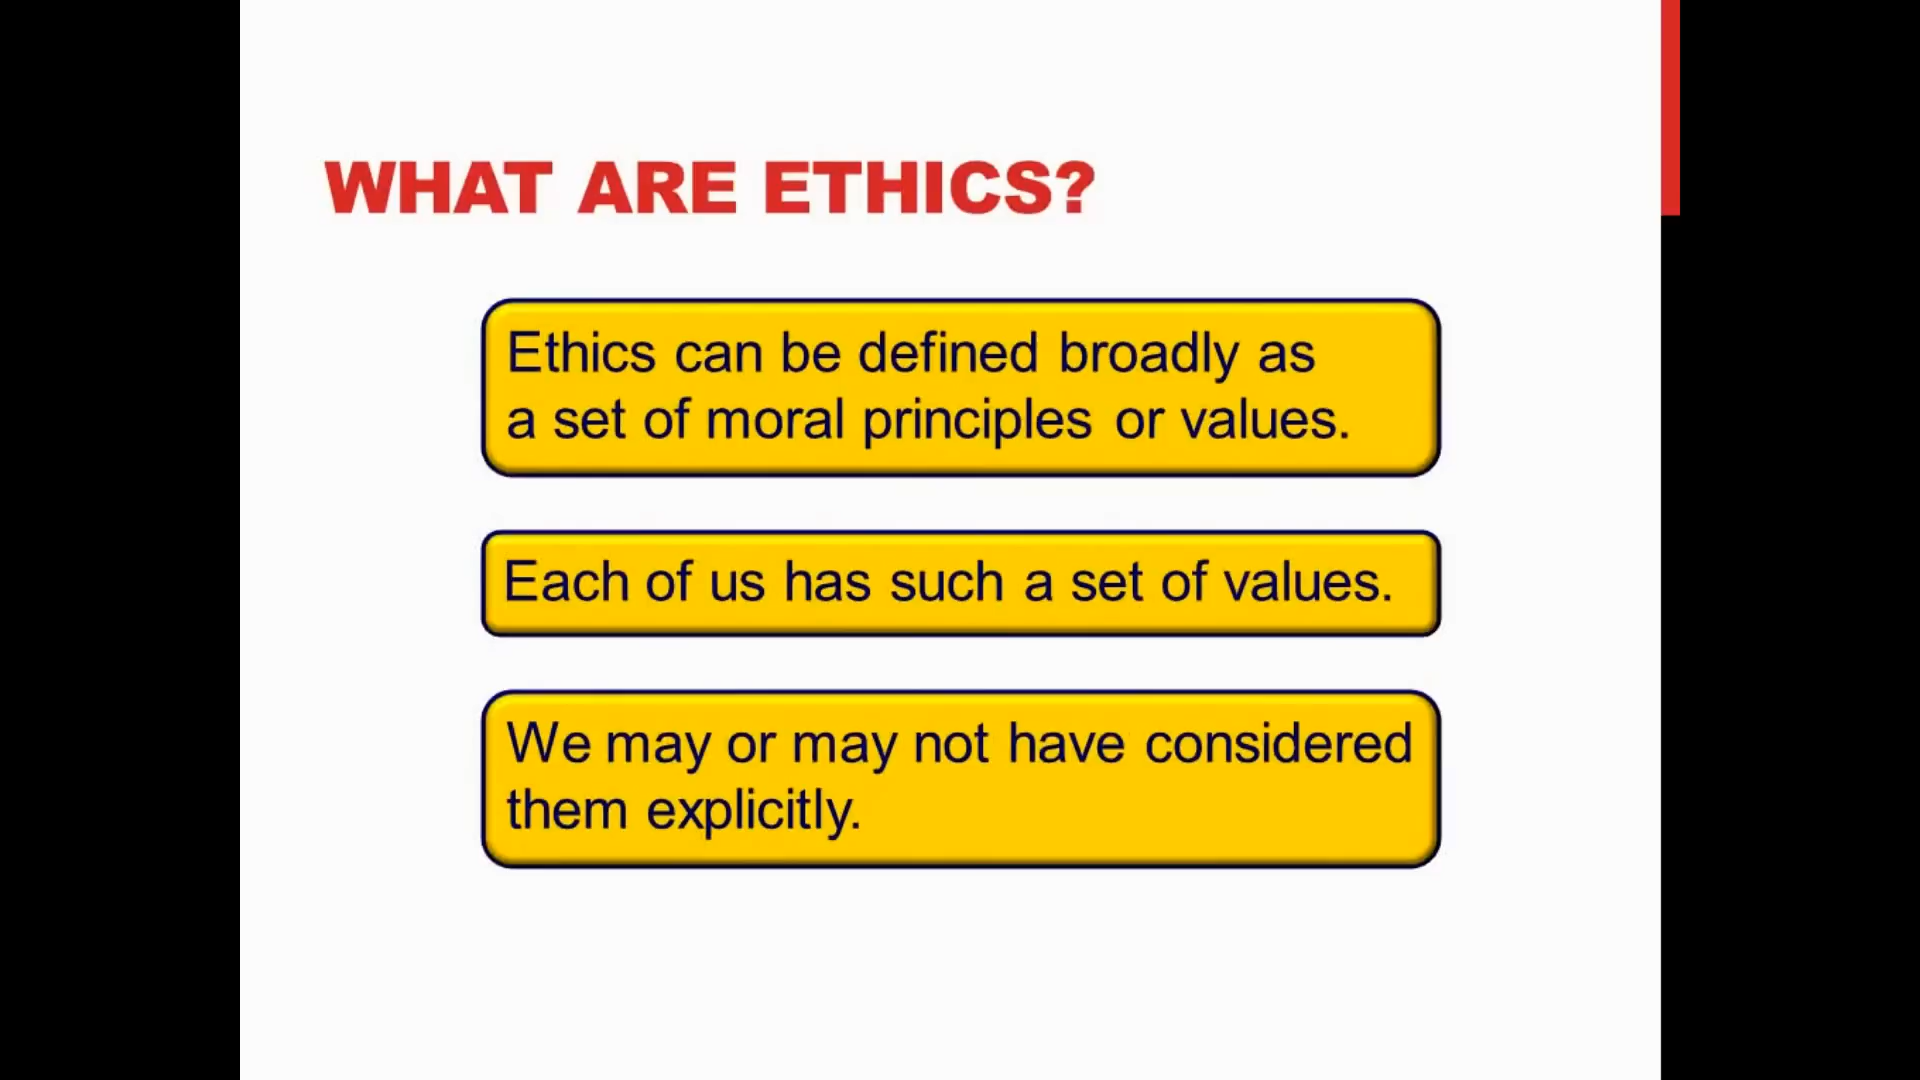 WHAT ARE ETHICS?
Ethics can be defined broadly as
a set of moral principles or values.
Each of us has such a set of values.
We may or may not have considered
them explicitly.